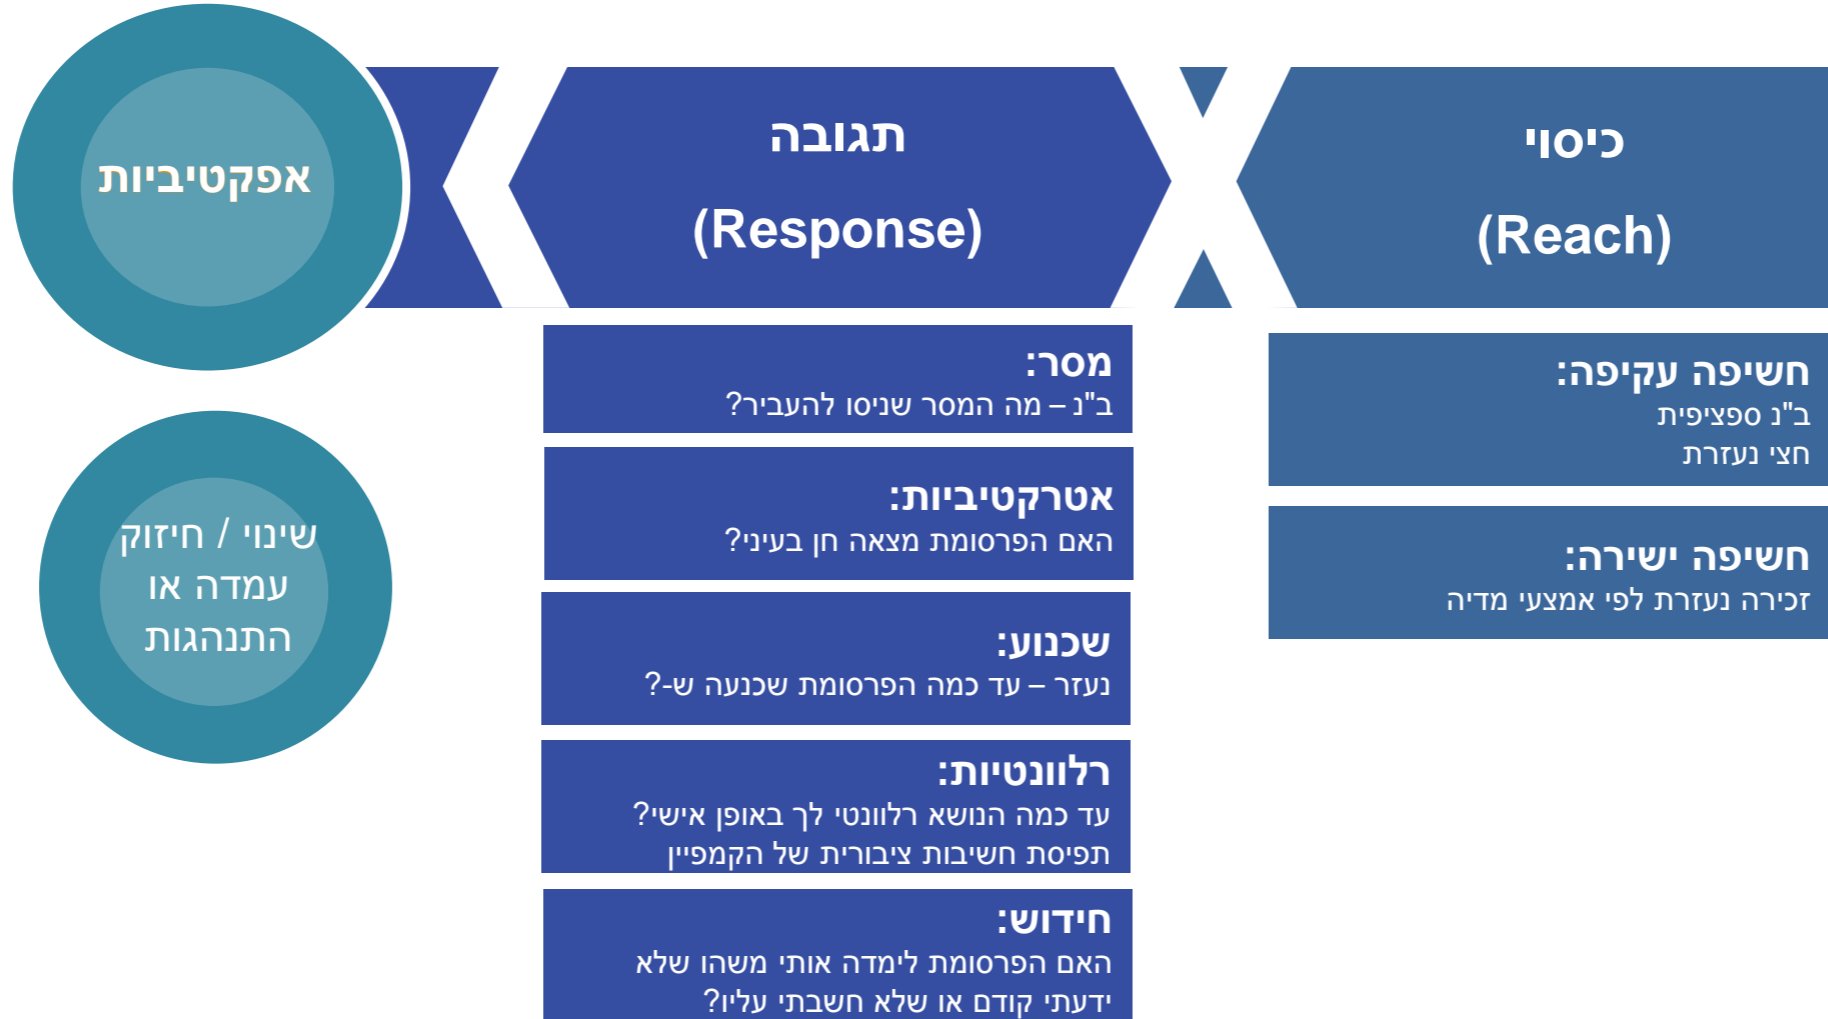 כיסוי
(Reach)
חשיפה עקיפה:
ב"נ ספציפית
חצי נעזרת
חשיפה ישירה:
זכירה נעזרת לפי אמצעי מדיה
תגובה
(Response)
מסר:
ב"נ – מה המסר שניסו להעביר?
אטרקטיביות:
האם הפרסומת מצאה חן בעיני?
שכנוע:
נעזר – עד כמה הפרסומת שכנעה ש-?
רלוונטיות:
עד כמה הנושא רלוונטי לך באופן אישי?
תפיסת חשיבות ציבורית של הקמפיין
חידוש:
האם הפרסומת לימדה אותי משהו שלא
ידעתי קודם או שלא חשבתי עליו?
אפקטיביות
שינוי / חיזוק
עמדה או
התנהגות